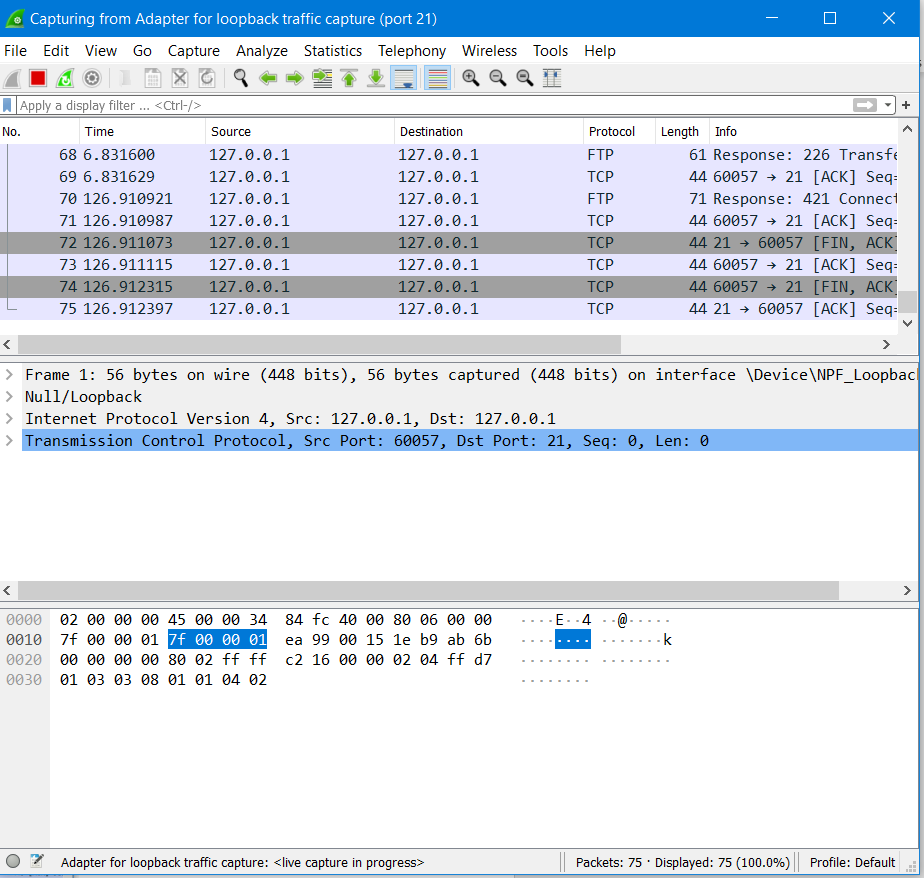 Capturing from Adapter for loopback traffic capture (port 21)
File Edit View Go Capture Analyze Statistics Telephony Wireless Tools Help
Apply a display filter ... <Ctrl-/>
No. Time Source Destination Protocol Length Info
68 6.831600 127.0.0.1 127.0.0.1 FTP 61 Response: 226 Transfe
69 6.831629 127.0.0.1 127.0.0.1 TCP 44 60057 → 21 [ACK] Seq=
70 126.910921 127.0.0.1 127.0.0.1 FTP 71 Response: 421 Connect
71 126.910987 127.0.0.1 127.0.0.1 TCP 44 60057 → 21 [ACK] Seq=
72 126.911073 127.0.0.1 127.0.0.1 TCP 44 21 → 60057 [FIN, ACK]
73 126.911115 127.0.0.1 127.0.0.1 TCP 44 60057 → 21 [ACK] Seq=
74 126.912315 127.0.0.1 127.0.0.1 TCP 44 60057 → 21 [FIN, ACK]
75 126.912397 127.0.0.1 127.0.0.1 TCP 44 21 → 60057 [ACK] Seq=
Frame 1: 56 bytes on wire (448 bits), 56 bytes captured (448 bits) on interface \Device\NPF_Loopbac
Null/Loopback
Internet Protocol Version 4, Src: 127.0.0.1, Dst: 127.0.0.1
Transmission Control Protocol, Src Port: 60057, Dst Port: 21, Seq: 0, Len: 0
0000 02 00 00 00 45 00 00 34 84 fc 40 00 80 06 00 00 ····E··4 ··@·····
0010 7f 00 00 01 7f 00 00 01 ea 99 00 15 1e b9 ab 6b ········ ·······k
0020 00 00 00 00 80 02 ff ff c2 16 00 00 02 04 ff d7 ········ ········
0030 01 03 03 08 01 01 04 02 ········
Adapter for loopback traffic capture: <live capture in progress> Packets: 75 · Displayed: 75 (100.0%) Profile: Default